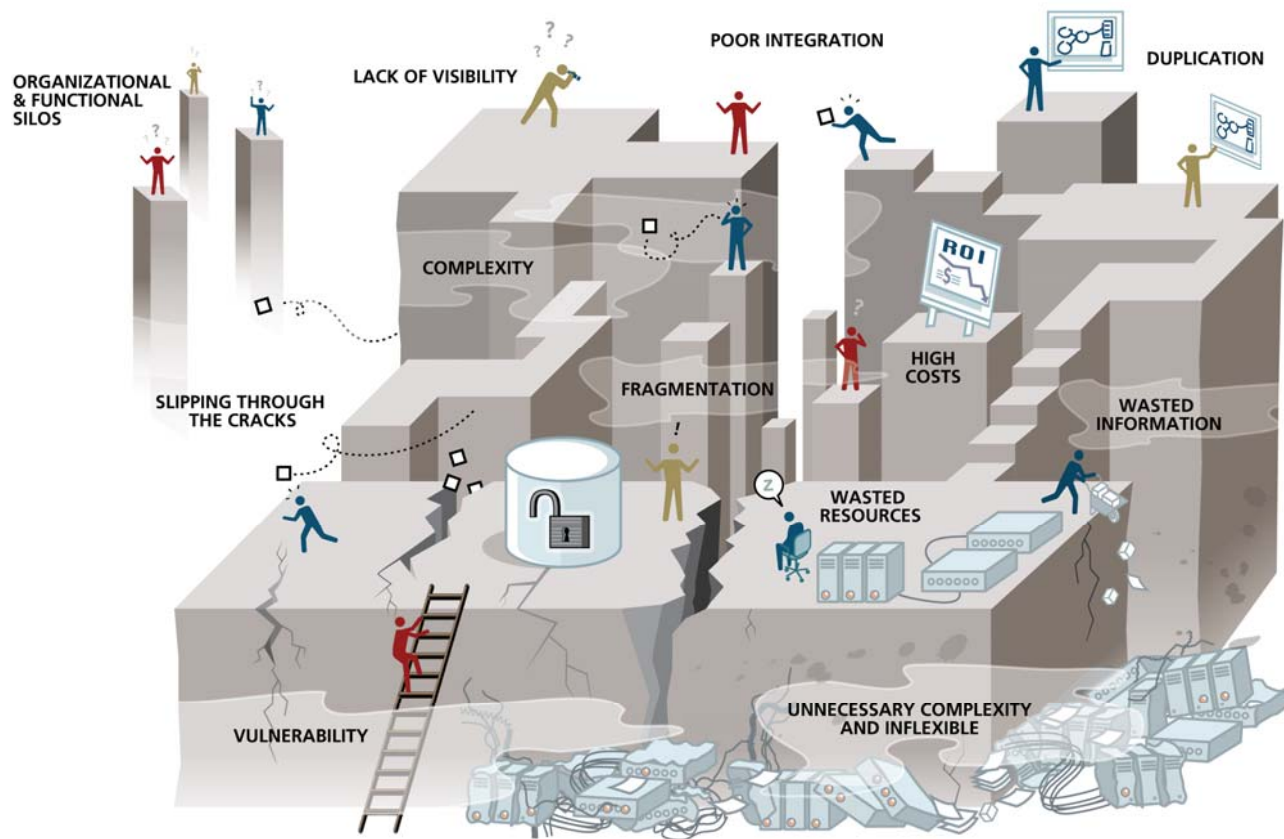 ORGANIZATIONAL
& FUNCTIONAL
SILOS
? ? ?
? ? ?
? ? ?
LACK OF VISIBILITY
? ? ?
POOR INTEGRATION
DUPLICATION
COMPLEXITY
ROI
$
?
HIGH
COSTS
SLIPPING THROUGH
THE CRACKS
FRAGMENTATION
!
WASTED
INFORMATION
Z
WASTED
RESOURCES
VULNERABILITY
UNNECESSARY COMPLEXITY
AND INFLEXIBLE